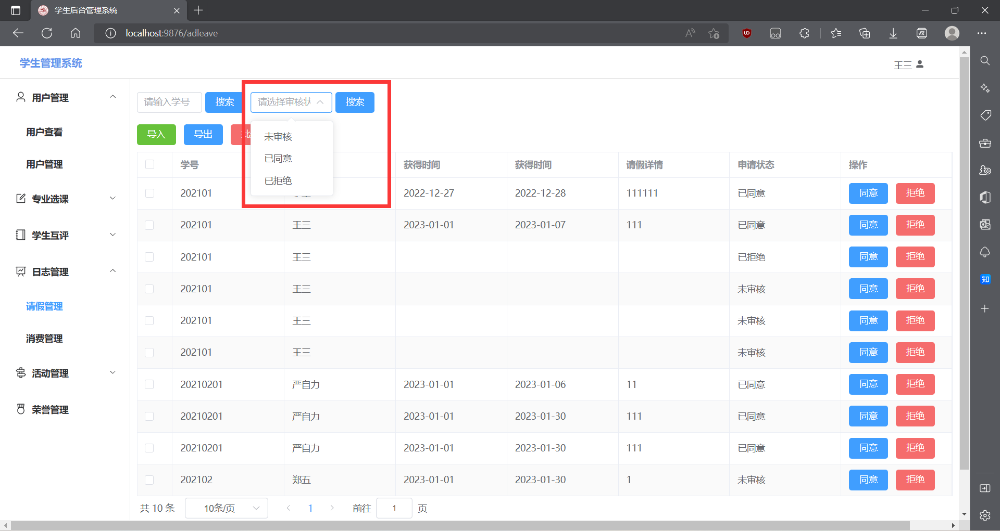 学生后台管理系统
localhost:9876/adleave
学生管理系统
王三
用户管理
用户查看
用户管理
专业选课
学生互评
日志管理
请假管理
消费管理
活动管理
荣誉管理
请输入学号 搜索 请选择审核状 搜索
导入 导出
未审核
已同意
已拒绝
学号 获得时间 获得时间 请假详情 申请状态 操作
202101 2022-12-27 2022-12-28 111111 已同意 同意 拒绝
202101 王三 2023-01-01 2023-01-07 111 已同意 同意 拒绝
202101 王三 已拒绝 同意 拒绝
202101 王三 未审核 同意 拒绝
202101 王三 未审核 同意 拒绝
202101 王三 未审核 同意 拒绝
20210201 严自力 2023-01-01 2023-01-06 11 已同意 同意 拒绝
20210201 严自力 2023-01-01 2023-01-30 111 已同意 同意 拒绝
20210201 严自力 2023-01-01 2023-01-30 111 已同意 同意 拒绝
202102 郑五 2023-01-01 2023-01-30 1 未审核 同意 拒绝
共 10 条 10条/页 1 前往 1 页
知